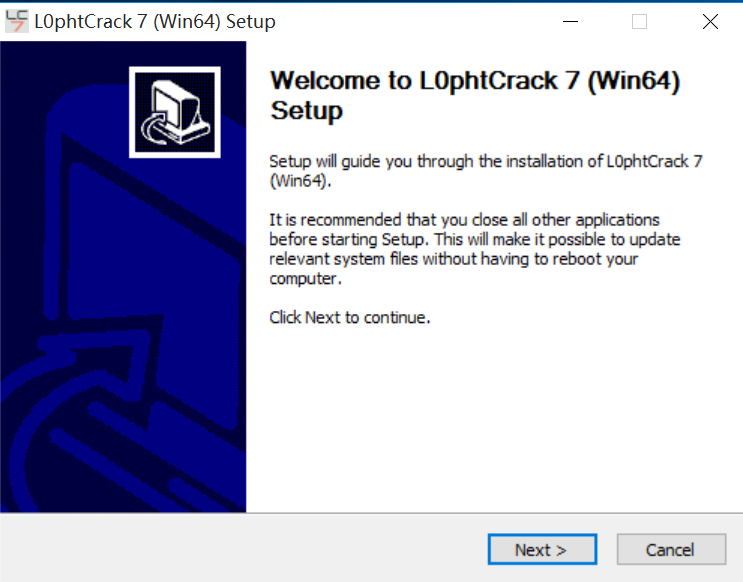 LC
7
L0phtCrack 7 (Win64) Setup
Welcome to L0phtCrack 7 (Win64)
Setup
Setup will guide you through the installation of L0phtCrack 7
(Win64).
It is recommended that you close all other applications
before starting Setup. This will make it possible to update
relevant system files without having to reboot your
computer.
Click Next to continue.
Next >
Cancel